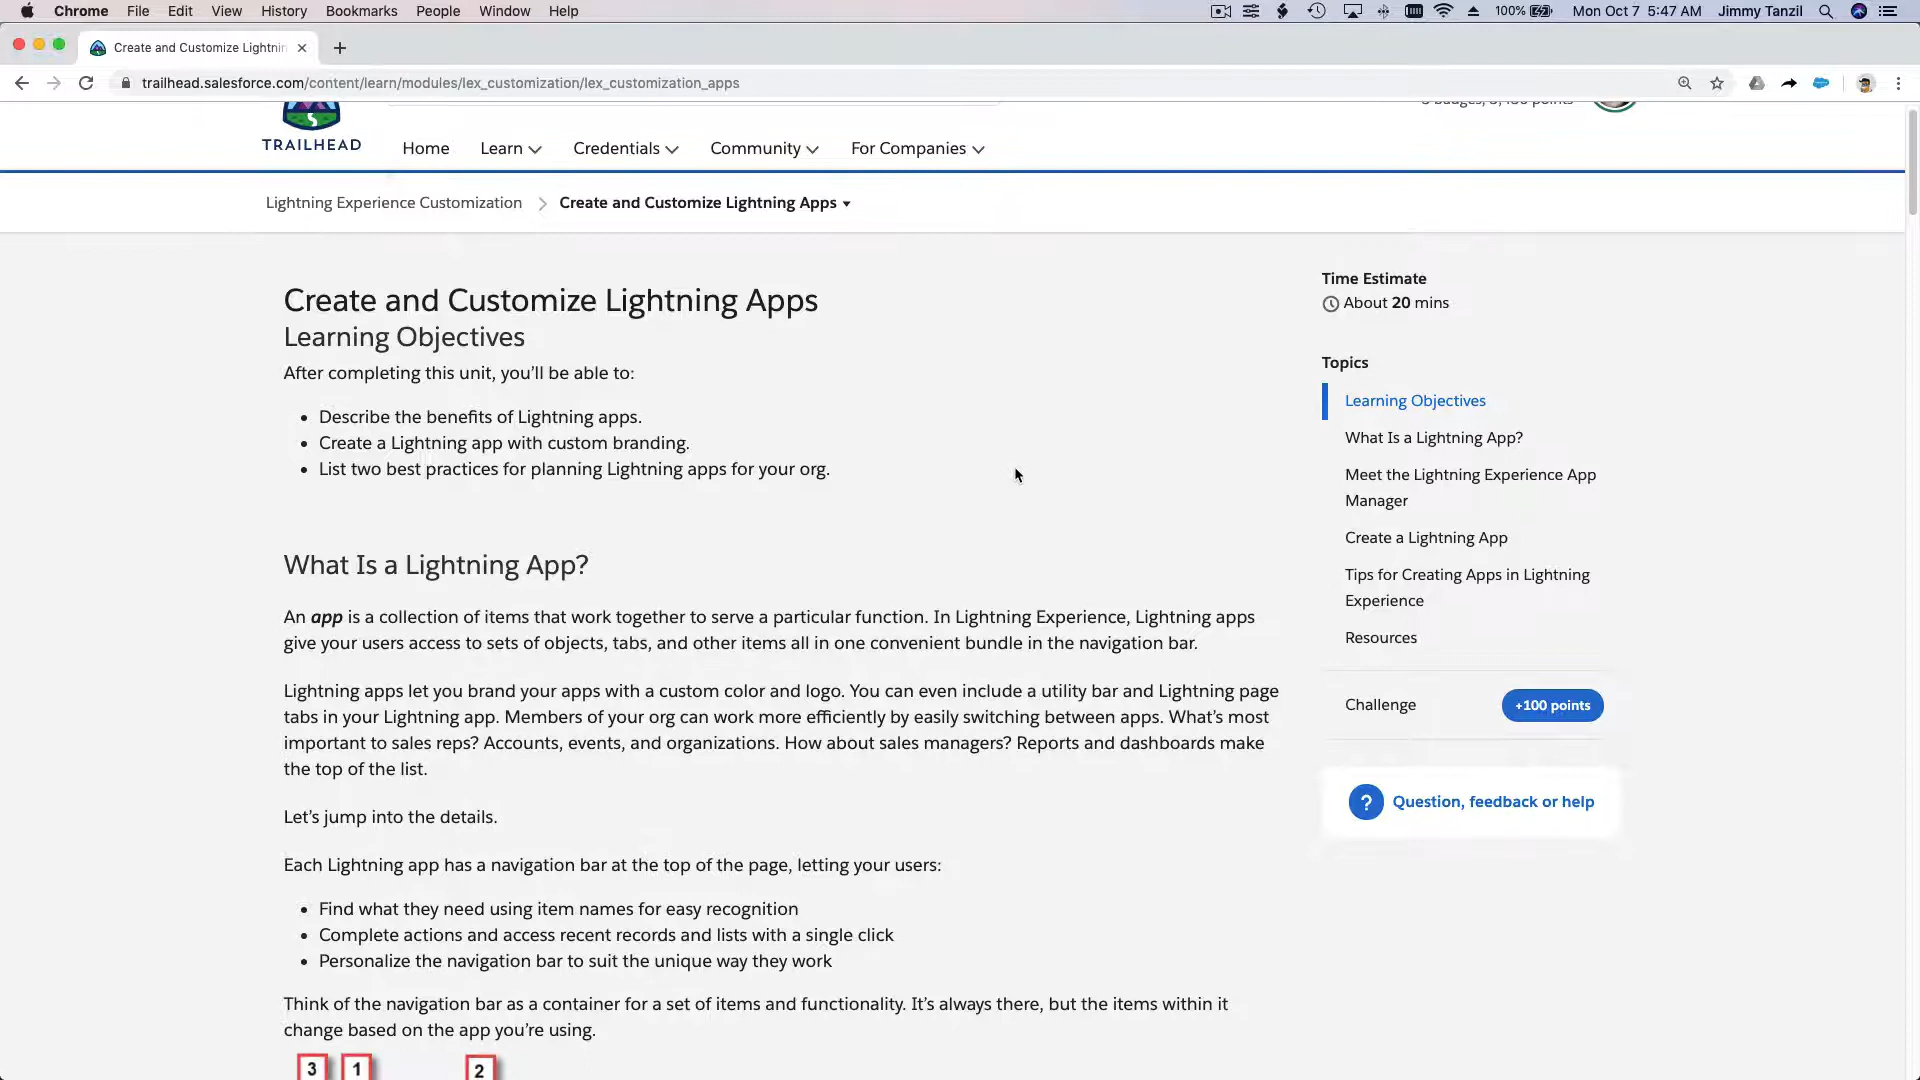 Chrome File Edit View History Bookmarks People Window Help 100% Mon Oct 7 5:47 AM Jimmy Tanzil
Create and Customize Lightnin
trailhead.salesforce.com/content/learn/modules/lex_customization/lex_customization_apps
TRAILHEAD
Home Learn Credentials Community For Companies
Lightning Experience Customization Create and Customize Lightning Apps
Create and Customize Lightning Apps
Learning Objectives
After completing this unit, you'll be able to:
• Describe the benefits of Lightning apps.
• Create a Lightning app with custom branding.
• List two best practices for planning Lightning apps for your org.
What Is a Lightning App?
An app is a collection of items that work together to serve a particular function. In Lightning Experience, Lightning apps
give your users access to sets of objects, tabs, and other items all in one convenient bundle in the navigation bar.
Lightning apps let you brand your apps with a custom color and logo. You can even include a utility bar and Lightning page
tabs in your Lightning app. Members of your org can work more efficiently by easily switching between apps. What's most
important to sales reps? Accounts, events, and organizations. How about sales managers? Reports and dashboards make
the top of the list.
Let's jump into the details.
Each Lightning app has a navigation bar at the top of the page, letting your users:
• Find what they need using item names for easy recognition
• Complete actions and access recent records and lists with a single click
• Personalize the navigation bar to suit the unique way they work
Think of the navigation bar as a container for a set of items and functionality. It's always there, but the items within it
change based on the app you're using.
3 1 2
Time Estimate
About 20 mins
Topics
Learning Objectives
What Is a Lightning App?
Meet the Lightning Experience App
Manager
Create a Lightning App
Tips for Creating Apps in Lightning
Experience
Resources
Challenge +100 points
? Question, feedback or help